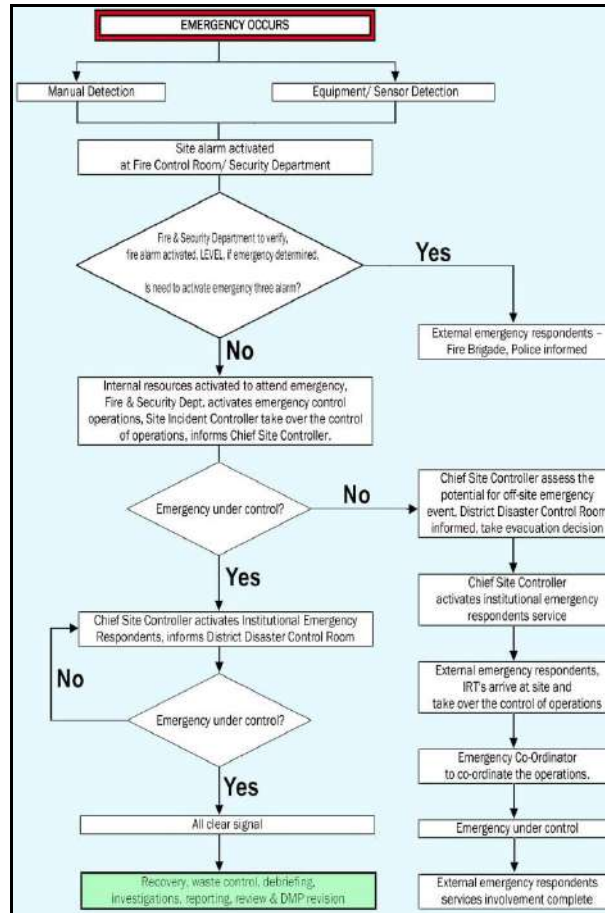 EMERGENCY OCCURS
Manual Detection
Equipment/ Sensor Detection
Site alarm activated
at Fire Control Room/ Security Department
Fire & Security Department to verify,
fire alarm activated, LEVEL, if emergency determined.
Is need to activate emergency three alarm?
Yes
External emergency respondents –
Fire Brigade, Police informed
No
Internal resources activated to attend emergency,
Fire & Security Dept. activates emergency control
operations, Site Incident Controller take over the control
of operations, informs Chief Site Controller.
Emergency under control?
No
Chief Site Controller assess the
potential for off-site emergency
event, District Disaster Control Room
informed, take evacuation decision
Yes
Chief Site Controller
activates institutional emergency
respondents service
Chief Site Controller activates Institutional Emergency
Respondents, informs District Disaster Control Room
No
External emergency respondents,
IRT's arrive at site and
take over the control of operations
Emergency under control?
Emergency Co-Ordinator
to co-ordinate the operations.
Yes
All clear signal
Emergency under control
Recovery, waste control, debriefing,
investigations, reporting, review & DMP revision
External emergency respondents
services involvement complete